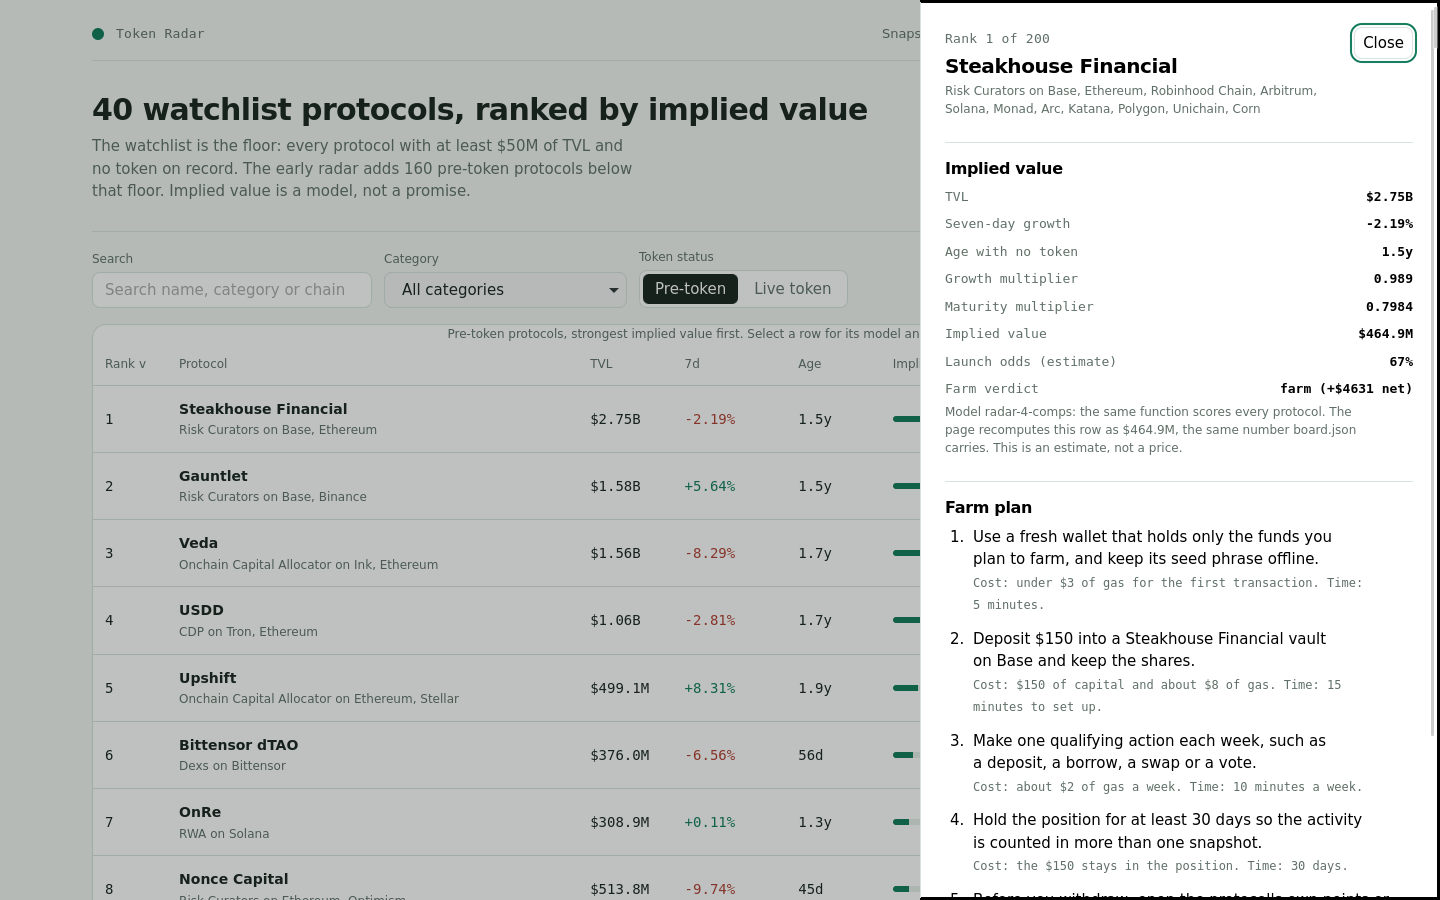 Token Radar
Snaps
40 watchlist protocols, ranked by implied value
The watchlist is the floor: every protocol with at least $50M of TVL and
no token on record. The early radar adds 160 pre-token protocols below
that floor. Implied value is a model, not a promise.
Search
Category
Token status
Search name, category or chain
All categories
Pre-token
Live token
Pre-token protocols, strongest implied value first. Select a row for its model an
Rank v Protocol TVL 7d Age Impl
1 Steakhouse Financial $2.75B -2.19% 1.5y
Risk Curators on Base, Ethereum
2 Gauntlet $1.58B +5.64% 1.5y
Risk Curators on Base, Binance
3 Veda $1.56B -8.29% 1.7y
Onchain Capital Allocator on Ink, Ethereum
4 USDD $1.06B -2.81% 1.7y
CDP on Tron, Ethereum
5 Upshift $499.1M +8.31% 1.9y
Onchain Capital Allocator on Ethereum, Stellar
6 Bittensor dTAO $376.0M -6.56% 56d
Dexs on Bittensor
7 OnRe $308.9M +0.11% 1.3y
RWA on Solana
8 Nonce Capital $513.8M -9.74% 45d
Risk Curators on Ethereum, Optimism
Rank 1 of 200
Close
Steakhouse Financial
Risk Curators on Base, Ethereum, Robinhood Chain, Arbitrum,
Solana, Monad, Arc, Katana, Polygon, Unichain, Corn
Implied value
TVL $2.75B
Seven-day growth -2.19%
Age with no token 1.5y
Growth multiplier 0.989
Maturity multiplier 0.7984
Implied value $464.9M
Launch odds (estimate) 67%
Farm verdict farm (+$4631 net)
Model radar-4-comps: the same function scores every protocol. The
page recomputes this row as $464.9M, the same number board.json
carries. This is an estimate, not a price.
Farm plan
1. Use a fresh wallet that holds only the funds you
plan to farm, and keep its seed phrase offline.
Cost: under $3 of gas for the first transaction. Time:
5 minutes.
2. Deposit $150 into a Steakhouse Financial vault
on Base and keep the shares.
Cost: $150 of capital and about $8 of gas. Time: 15
minutes to set up.
3. Make one qualifying action each week, such as
a deposit, a borrow, a swap or a vote.
Cost: about $2 of gas a week. Time: 10 minutes a week.
4. Hold the position for at least 30 days so the activity
is counted in more than one snapshot.
Cost: the $150 stays in the position. Time: 30 days.
5. Before you withdraw, open the protocol's own points or